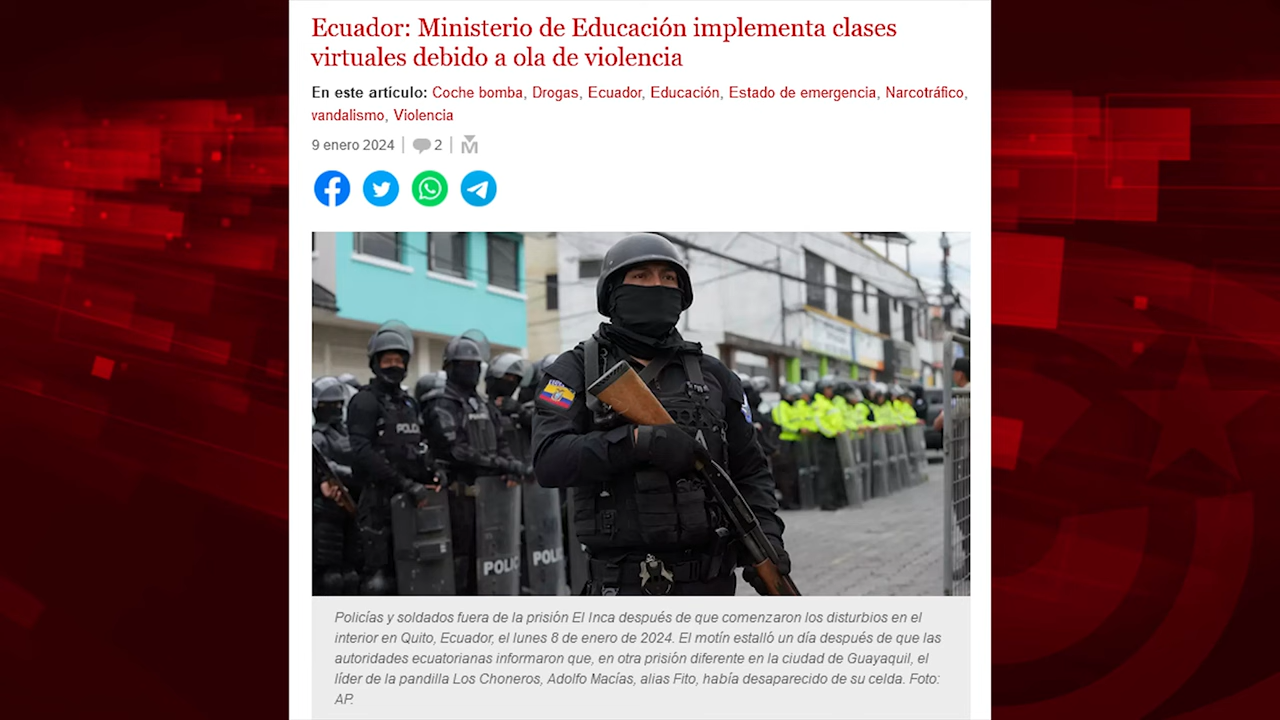 Ecuador: Ministerio de Educación implementa clases
virtuales debido a ola de violencia
En este artículo: Coche bomba, Drogas, Ecuador, Educación, Estado de emergencia, Narcotráfico,
vandalismo, Violencia
9 enero 2024 | 2 | M
POLIC
POLIC
POLIC
Policías y soldados fuera de la prisión El Inca después de que comenzaron los disturbios en el
interior en Quito, Ecuador, el lunes 8 de enero de 2024. El motín estalló un día después de que las
autoridades ecuatorianas informaron que, en otra prisión diferente en la ciudad de Guayaquil, el
líder de la pandilla Los Choneros, Adolfo Macías, alias Fito, había desaparecido de su celda. Foto:
AP.